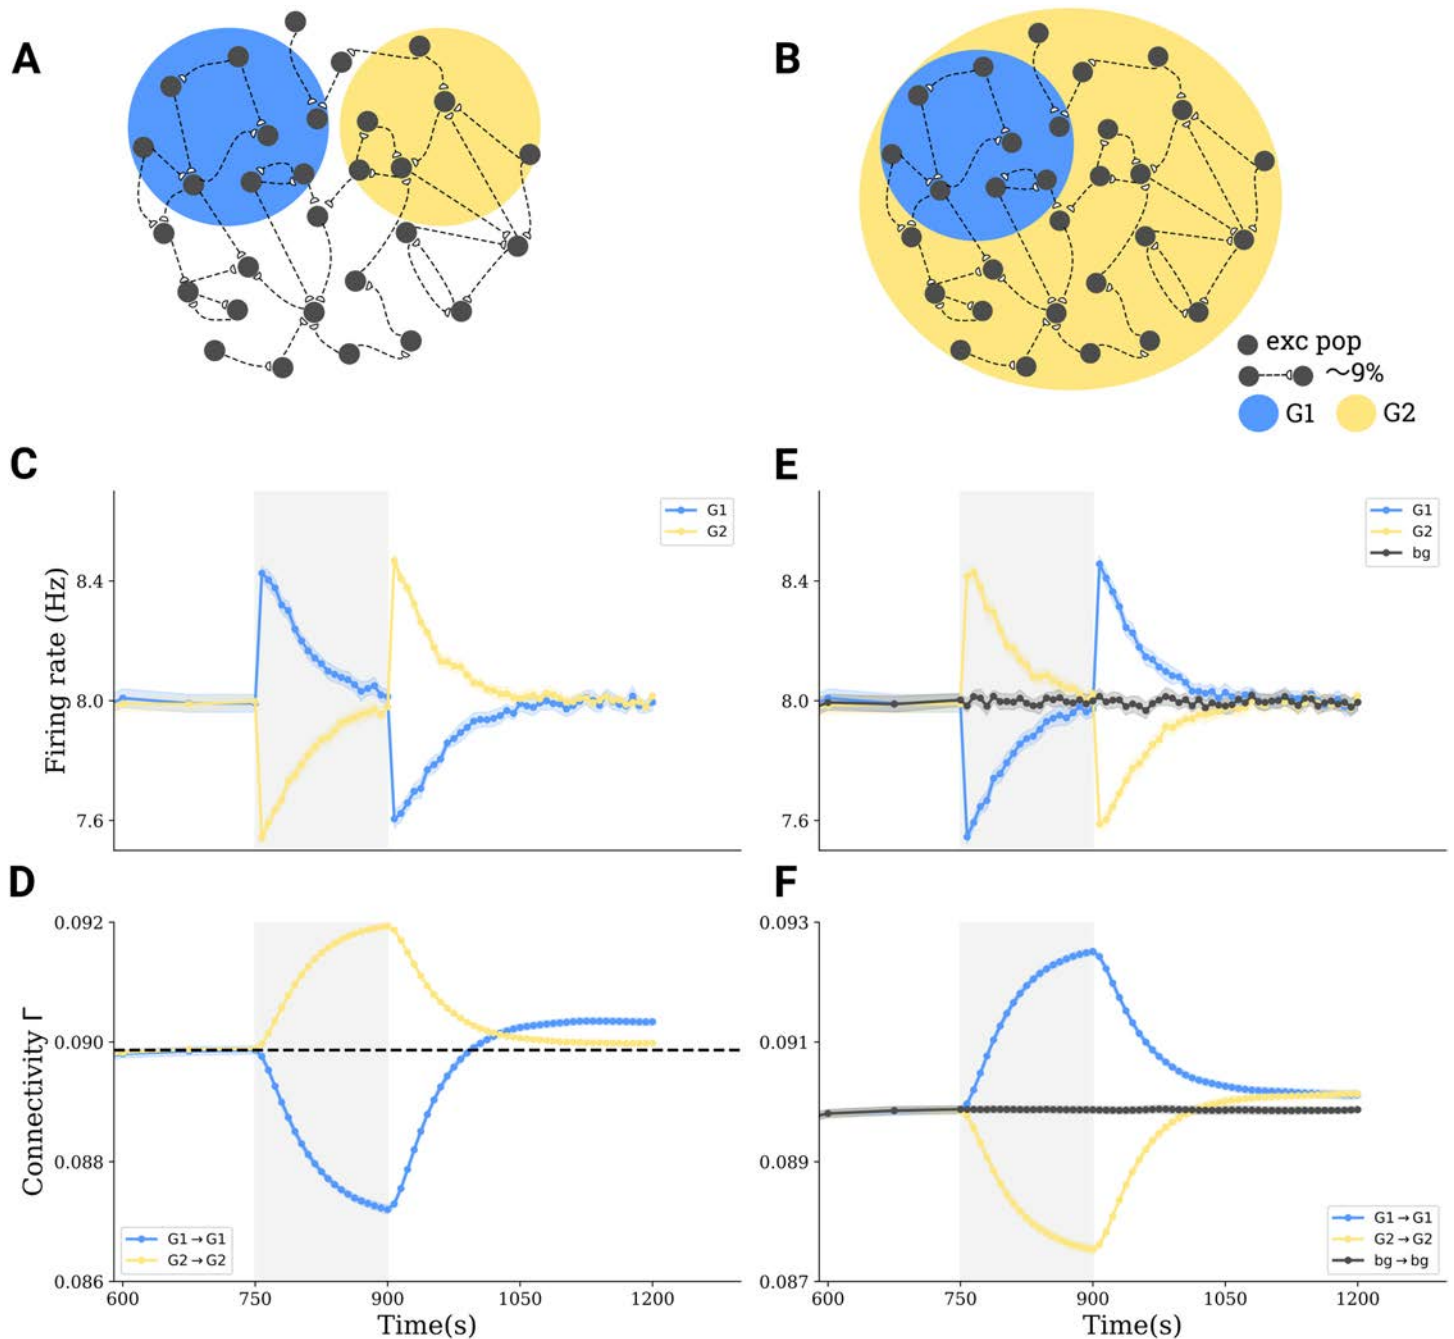 A
B
exc pop
~9%
G1
G2
C
E
G1
G2
G1
G2
bg
8.4
8.0
7.6
Firing rate (Hz)
8.4
8.0
7.6
D
F
0.092
0.090
0.088
0.086
Connectivity Γ
G1→G1
G2→G2
600
750
900
1050
1200
Time(s)
0.093
0.091
0.089
0.087
G1→G1
G2→G2
bg→bg
600
750
900
1050
1200
Time(s)